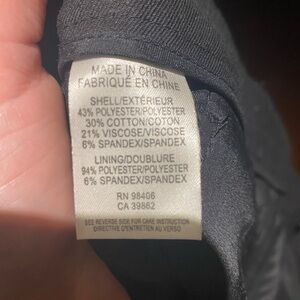 MADE IN CHINA
FABRIQUÉ EN CHINE
SHELL/EXTÉRIEUR
43% POLYESTER/POLYESTER
30% COTTON/COTON
21% VISCOSE/VISCOSE
6% SPANDEX/SPANDEX
LINING/DOUBLURE
94% POLYESTER/POLYESTER
6% SPANDEX/SPANDEX
RN 98406
CA 39862
SEE REVERSE SIDE FOR CARE INSTRUCTION
DIRECTIVE D'ENTRETIEN AU VERSO